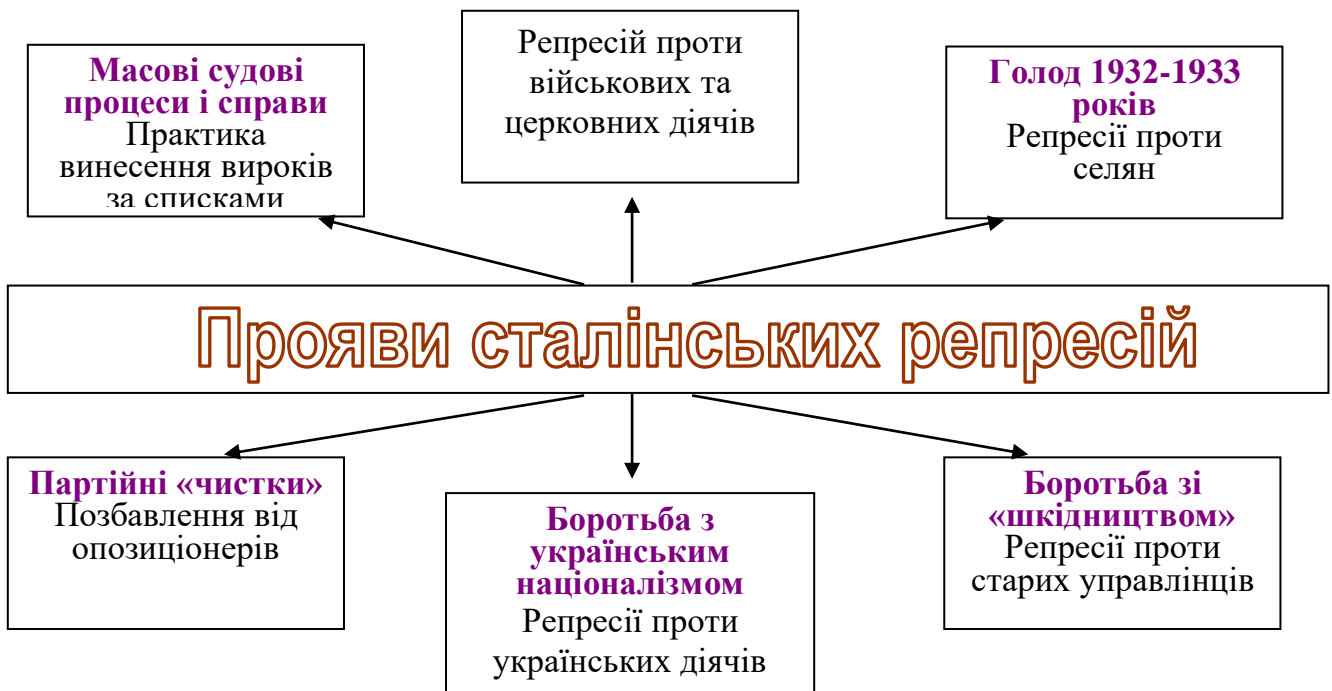 Масові судові
процеси і справи
Практика
винесення вироків
за списками
Репресій проти
військових та
церковних діячів
Голод 1932-1933
років
Репресії проти
селян
Прояви сталінських репресій
Партійні «чистки»
Позбавлення від
опозиціонерів
Боротьба з
українським
націоналізмом
Репресії проти
українських діячів
Боротьба зі
«шкідництвом»
Репресії проти
старих управлінців